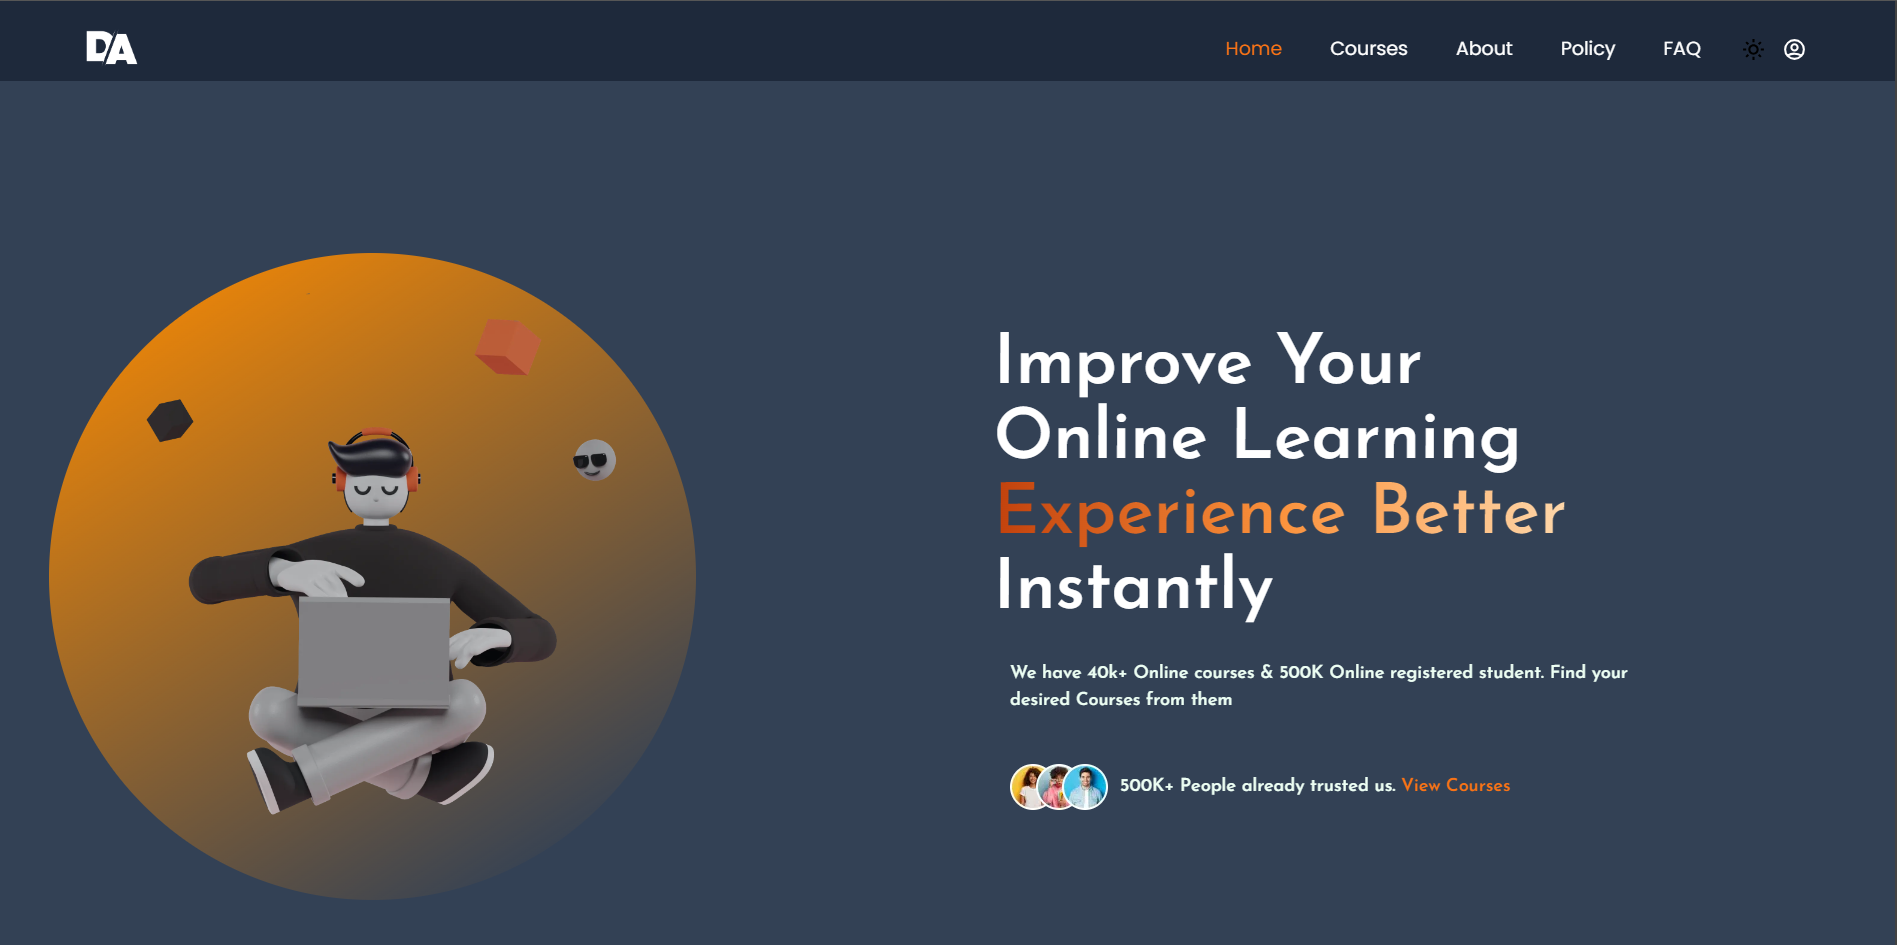 DA
Home Courses About Policy FAQ
Improve Your
Online Learning
Experience Better
Instantly
We have 40k+ Online courses & 500K Online registered student. Find your
desired Courses from them
500K+ People already trusted us. View Courses